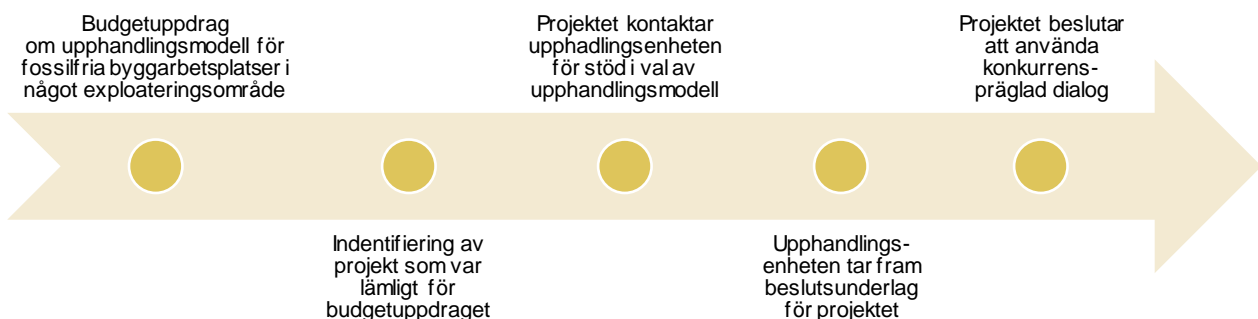 Budgetuppdrag
om upphandlingsmodell för
fossilfria byggarbetsplatser i
något exploateringsområde
Indentifiering av
projekt som var
lämligt för
budgetuppdraget
Projektet kontaktar
upphadlingsenheten
för stöd i val av
upphandlingsmodell
Upphandlings-
enheten tar fram
beslutsunderlag
för projektet
Projektet beslutar
att använda
konkurrens-
präglad dialog